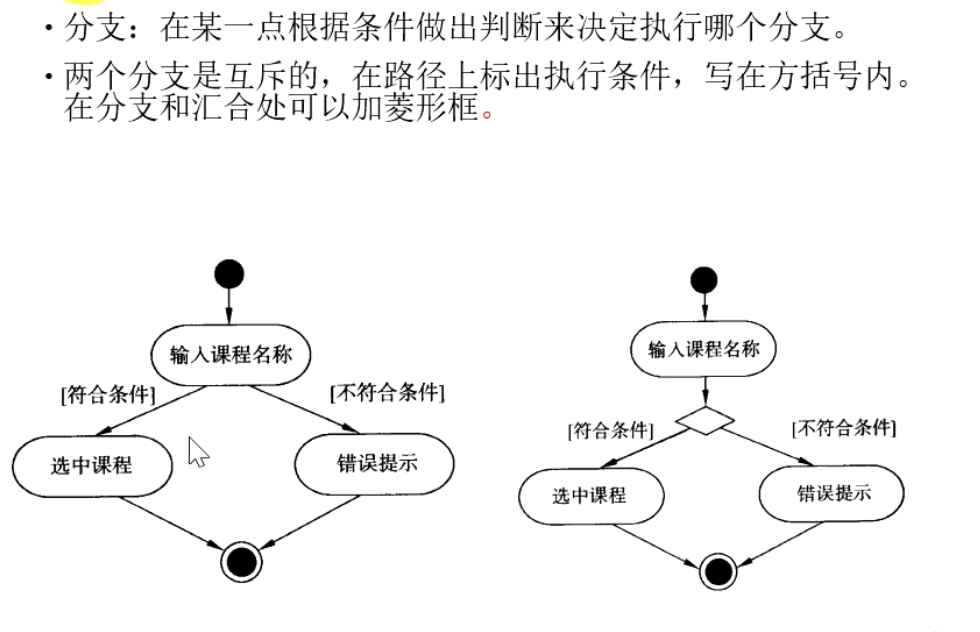 • 分支：在某一点根据条件做出判断来决定执行哪个分支。
• 两个分支是互斥的，在路径上标出执行条件，写在方括号内。
在分支和汇合处可以加菱形框。
输入课程名称
[符合条件]
[不符合条件]
选中课程
错误提示
输入课程名称
[符合条件]
[不符合条件]
选中课程
错误提示